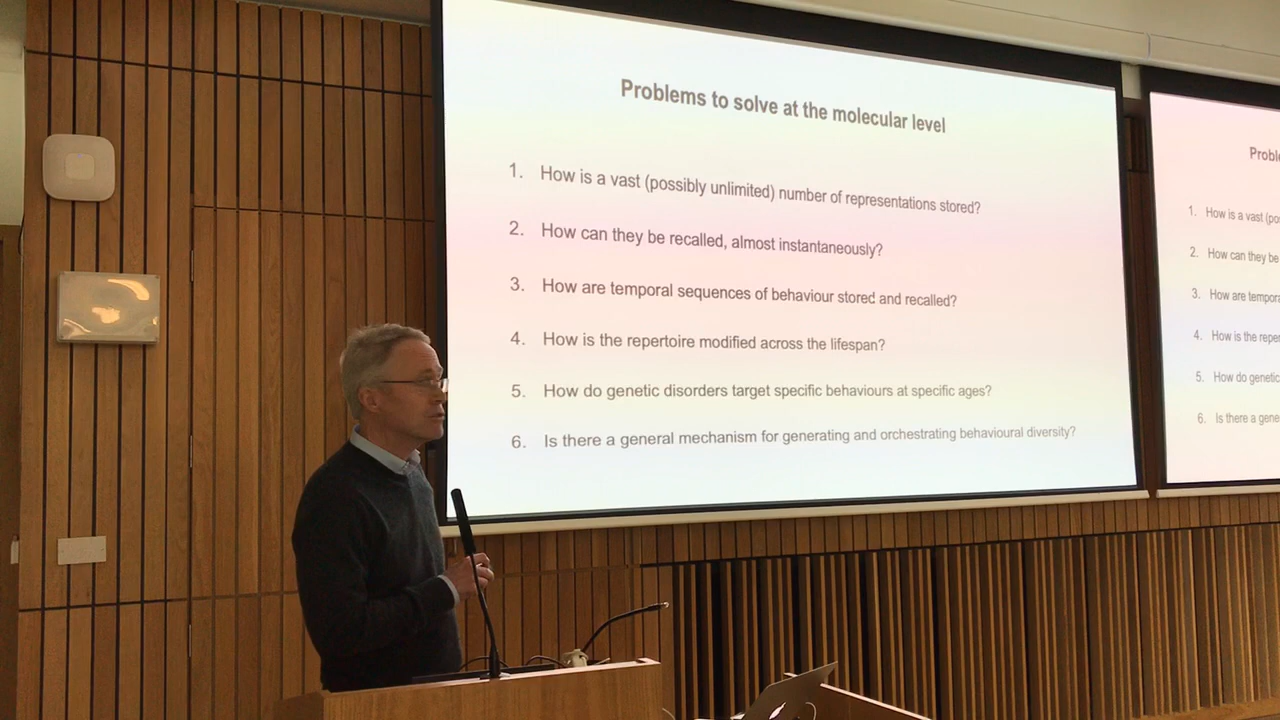 Problems to solve at the molecular level
1. How is a vast (possibly unlimited) number of representations stored?
2. How can they be recalled, almost instantaneously?
3. How are temporal sequences of behaviour stored and recalled?
4. How is the repertoire modified across the lifespan?
5. How do genetic disorders target specific behaviours at specific ages?
6. Is there a general mechanism for generating and orchestrating behavioural diversity?
Probl
1. How is a vast (po
2. How can they be
3. How are tempora
4. How is the reper
5. How do genetic
6. Is there a gene